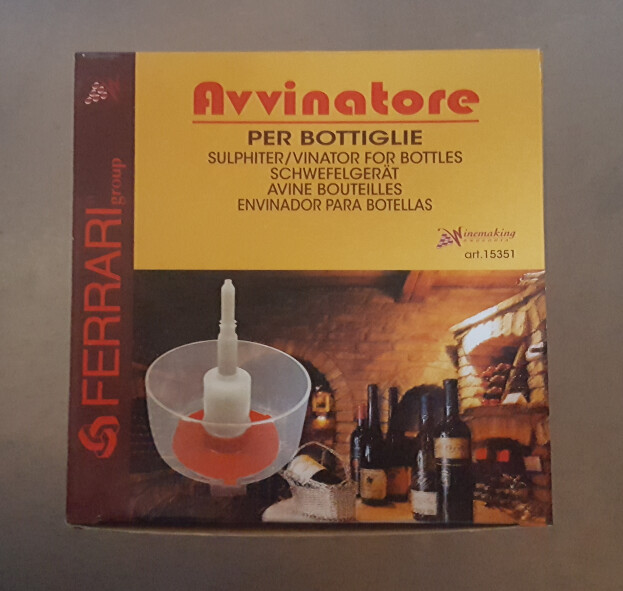 Avvinatore
PER BOTTIGLIE
SULPHITER/VINATOR FOR BOTTLES
SCHWEFELGERÄT
AVINE BOUTEILLES
ENVINADOR PARA BOTELLAS
Winemaking
art.15351
FERRARI group